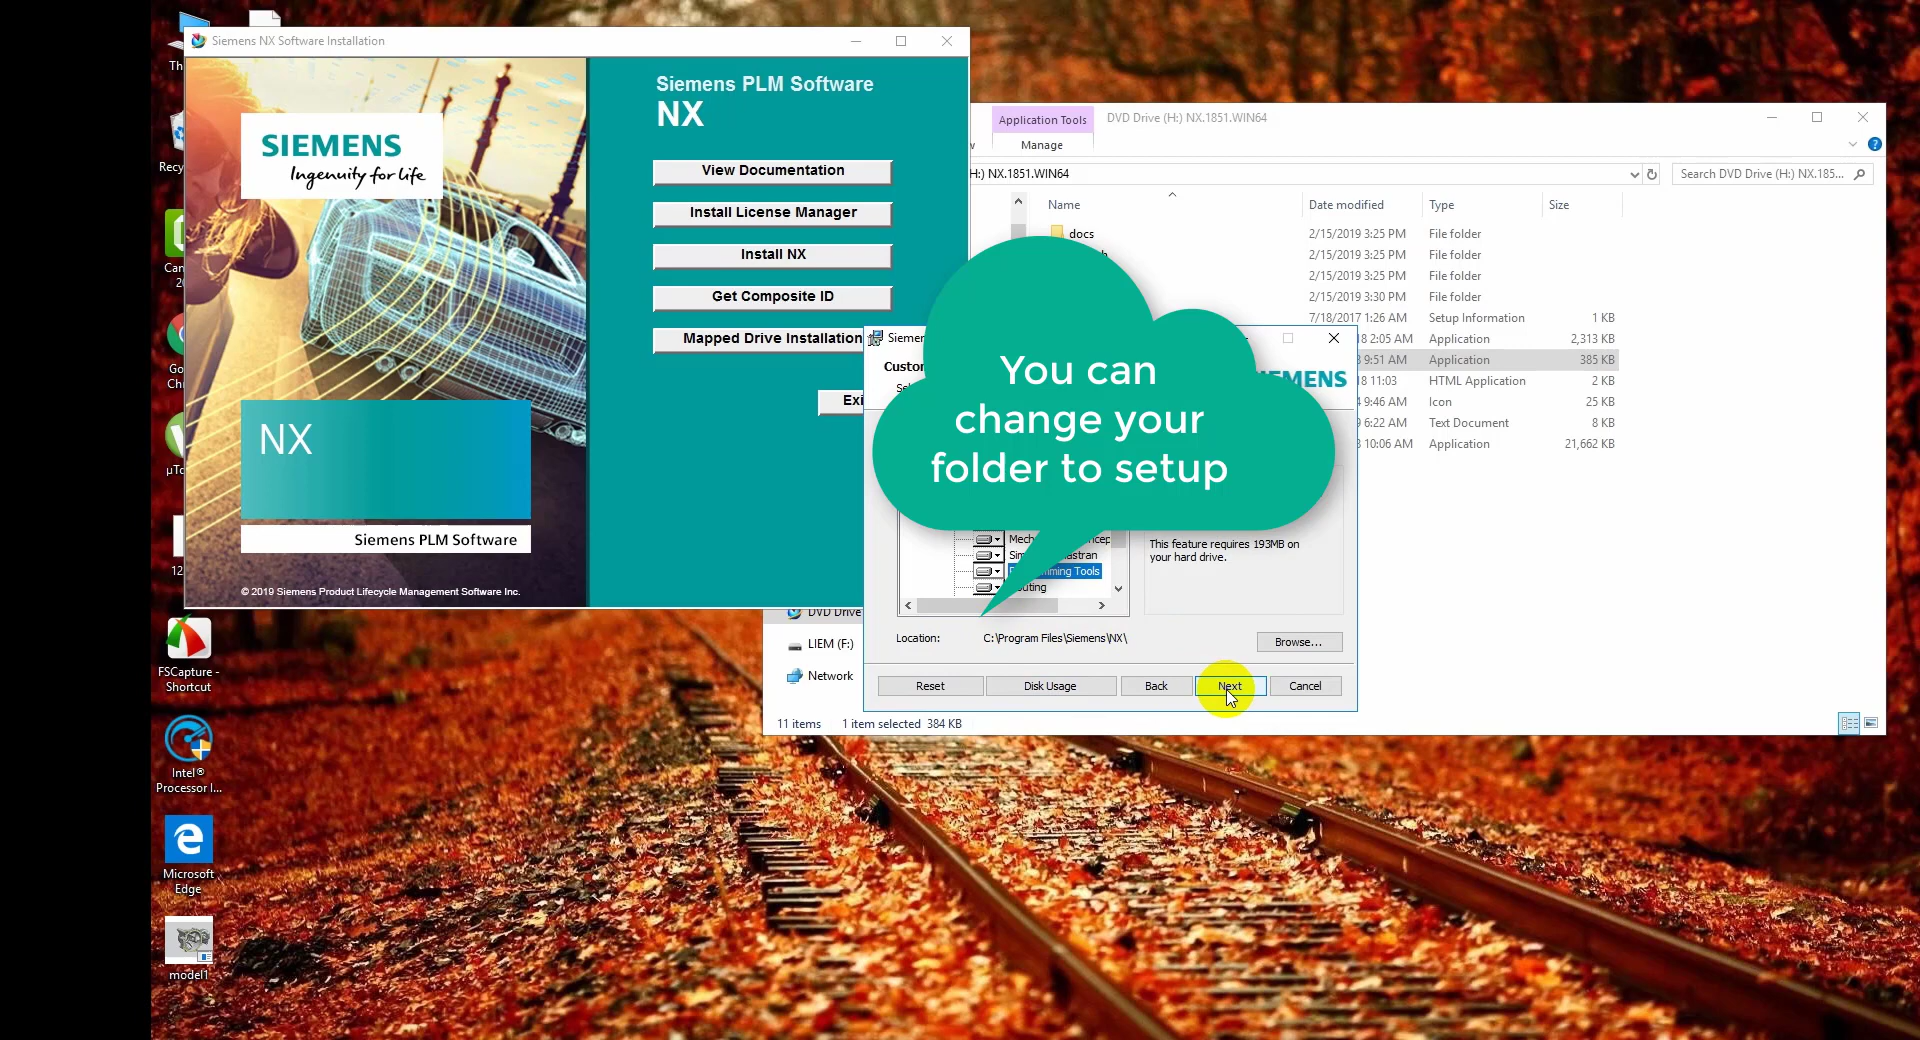 Siemens NX Software Installation
SIEMENS
Ingenuity for life
NX
Siemens PLM Software
© 2019 Siemens Product Lifecycle Management Software Inc.
Siemens PLM Software
NX
View Documentation
Install License Manager
Install NX
Get Composite ID
Mapped Drive Installation
Exi
Application Tools
DVD Drive (H:) NX.1851.WIN64
Manage
H:) NX.1851.WIN64
Search DVD Drive (H:) NX.185...
Name
Date modified
Type
Size
docs
2/15/2019 3:25 PM
File folder
2/15/2019 3:25 PM
File folder
2/15/2019 3:25 PM
File folder
2/15/2019 3:30 PM
File folder
7/18/2017 1:26 AM
Setup Information
1 KB
8 2:05 AM
Application
2,313 KB
9:51 AM
Application
385 KB
8 11:03
HTML Application
2 KB
9:46 AM
Icon
25 KB
6:22 AM
Text Document
8 KB
10:06 AM
Application
21,662 KB
You can
change your
folder to setup
Siemen
Custo
EMENS
Mech
ncep
Sim
astran
ming Tools
uting
This feature requires 193MB on
your hard drive.
Location:
C:\Program Files\Siemens\NX\
Browse...
Reset
Disk Usage
Back
Next
Cancel
DVD Drive
LIEM (F:)
Network
11 items
1 item selected 384 KB
Th
Recy
Can
Go
Chr
µTo
12
FSCapture -
Shortcut
Intel®
Processor I...
Microsoft
Edge
model1